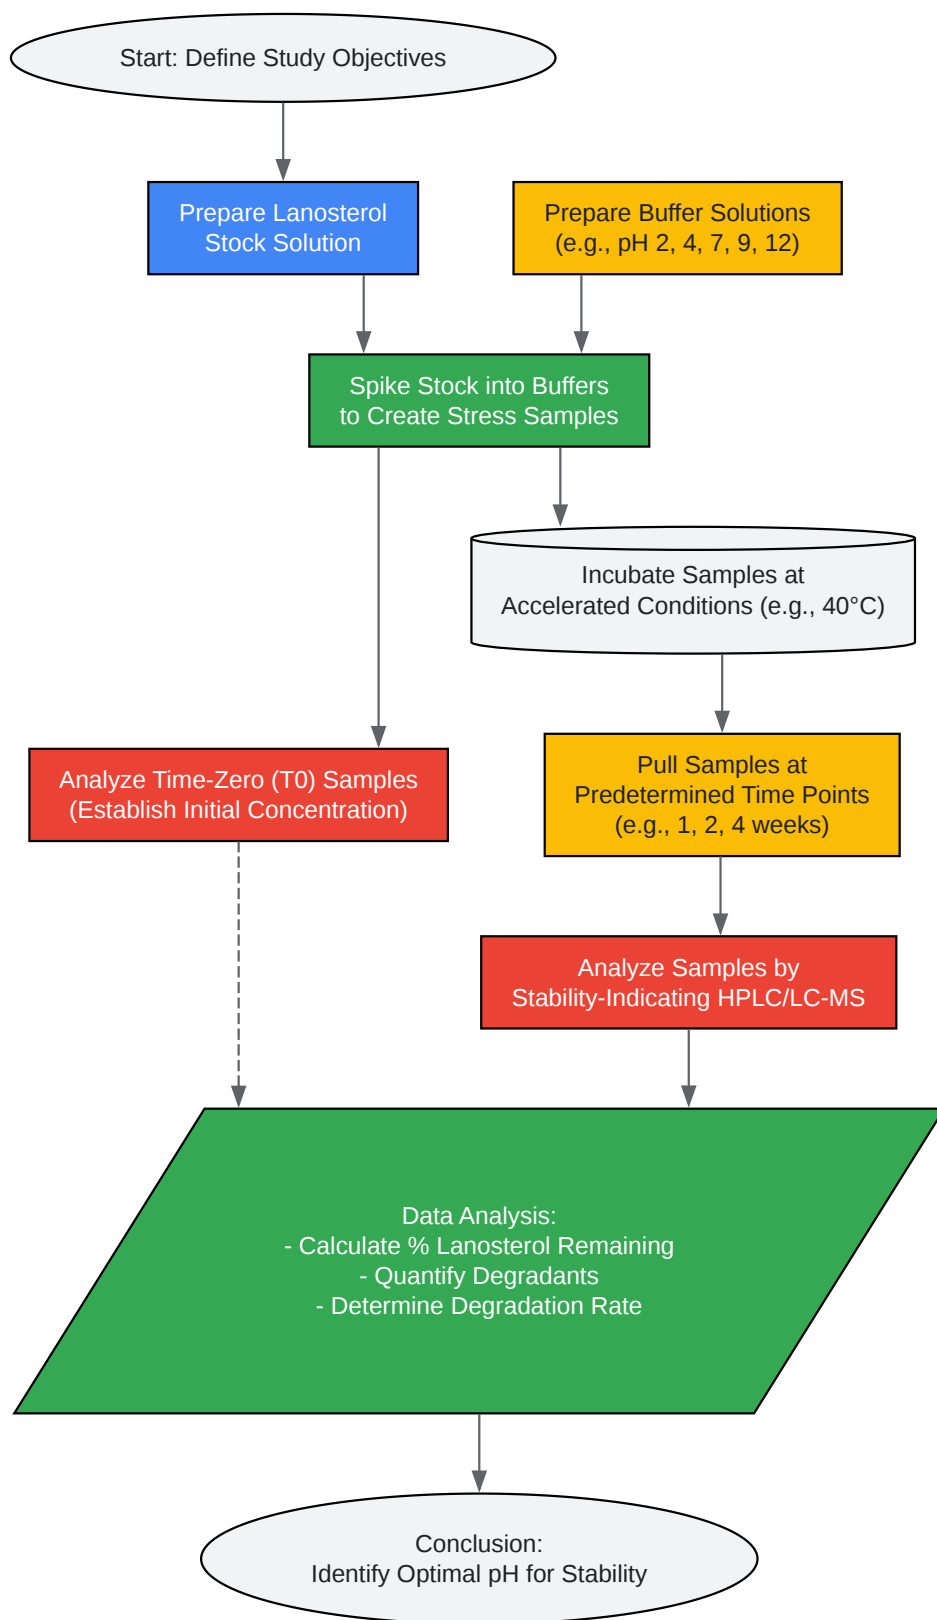 Start: Define Study Objectives
Prepare Lanosterol
Stock Solution
Prepare Buffer Solutions
(e.g., pH 2, 4, 7, 9, 12)
Spike Stock into Buffers
to Create Stress Samples
Incubate Samples at
Accelerated Conditions (e.g., 40°C)
Analyze Time-Zero (T0) Samples
(Establish Initial Concentration)
Pull Samples at
Predetermined Time Points
(e.g., 1, 2, 4 weeks)
Analyze Samples by
Stability-Indicating HPLC/LC-MS
Data Analysis:
- Calculate % Lanosterol Remaining
- Quantify Degradants
- Determine Degradation Rate
Conclusion:
Identify Optimal pH for Stability